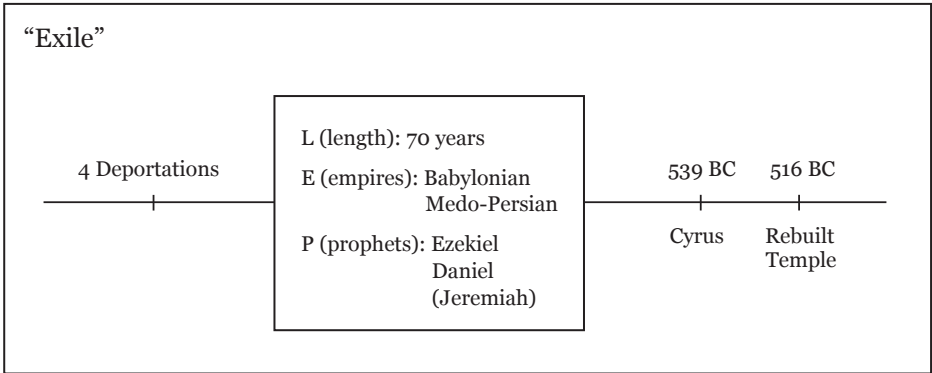 “Exile”
4 Deportations
L (length): 70 years
E (empires): Babylonian
Medo-Persian
P (prophets): Ezekiel
Daniel
(Jeremiah)
539 BC
Cyrus
516 BC
Rebuilt
Temple